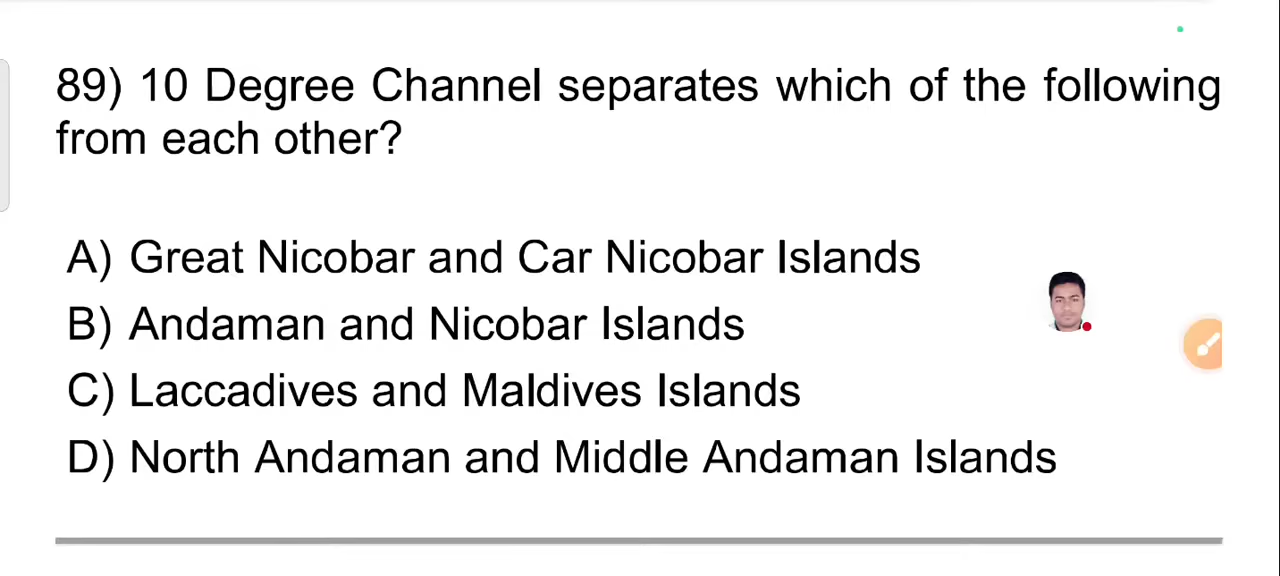 89) 10 Degree Channel separates which of the following
from each other?
A) Great Nicobar and Car Nicobar Islands
B) Andaman and Nicobar Islands
C) Laccadives and Maldives Islands
D) North Andaman and Middle Andaman Islands